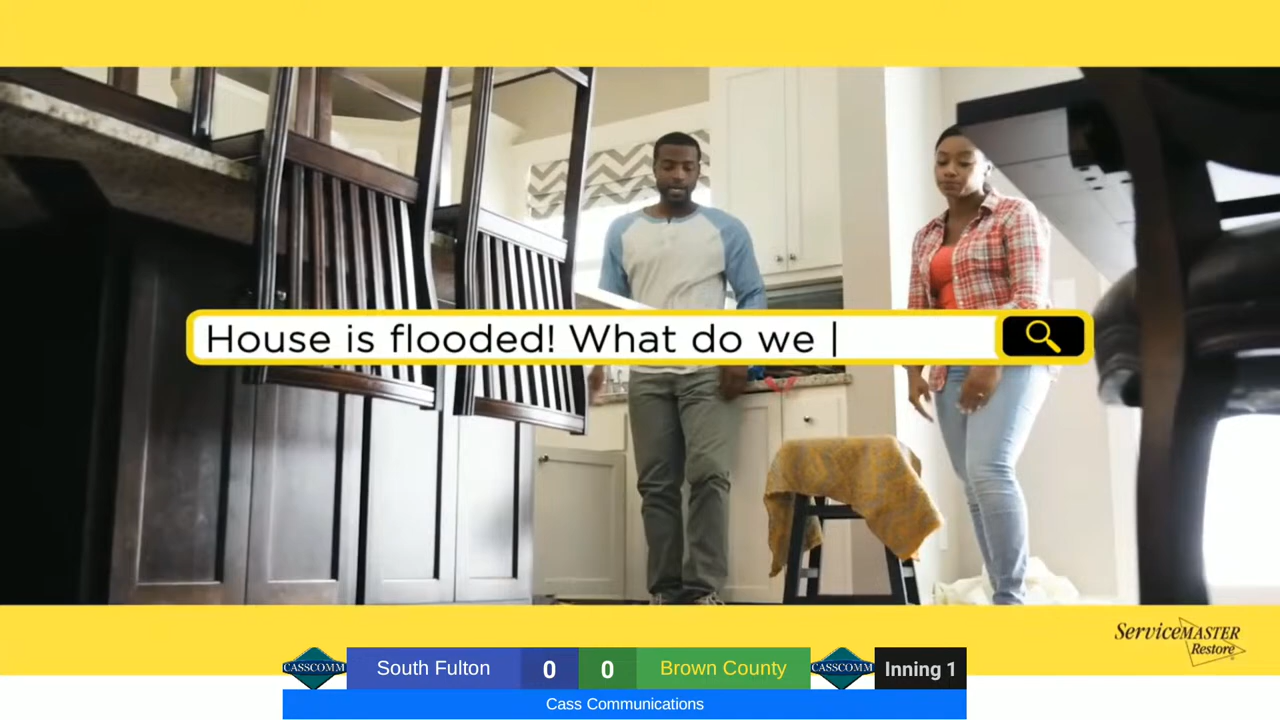 House is flooded! What do we |
ServiceMASTER
Restore
CASSCOMM South Fulton 0 0 Brown County CASSCOMM Inning 1
Cass Communications